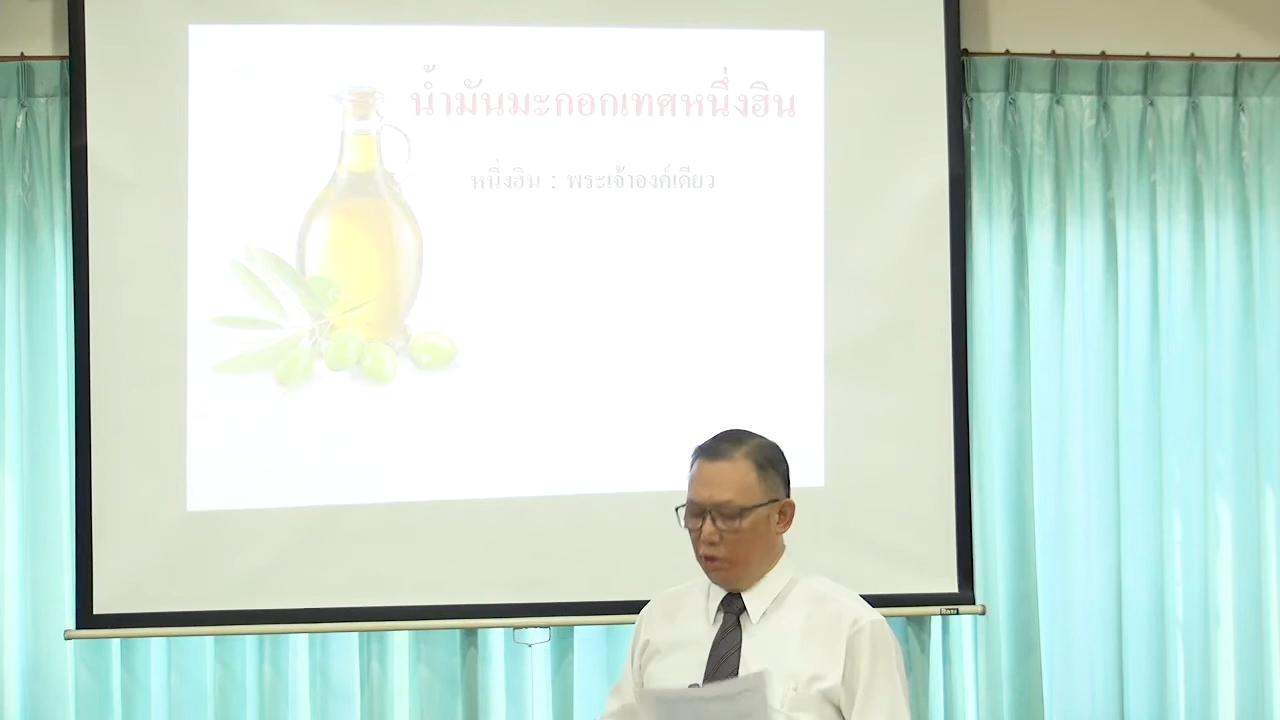 น้ำมันมะกอกเทศหนึ่งฮิน
หนึ่งฮิน : พระเจ้าองค์เดียว